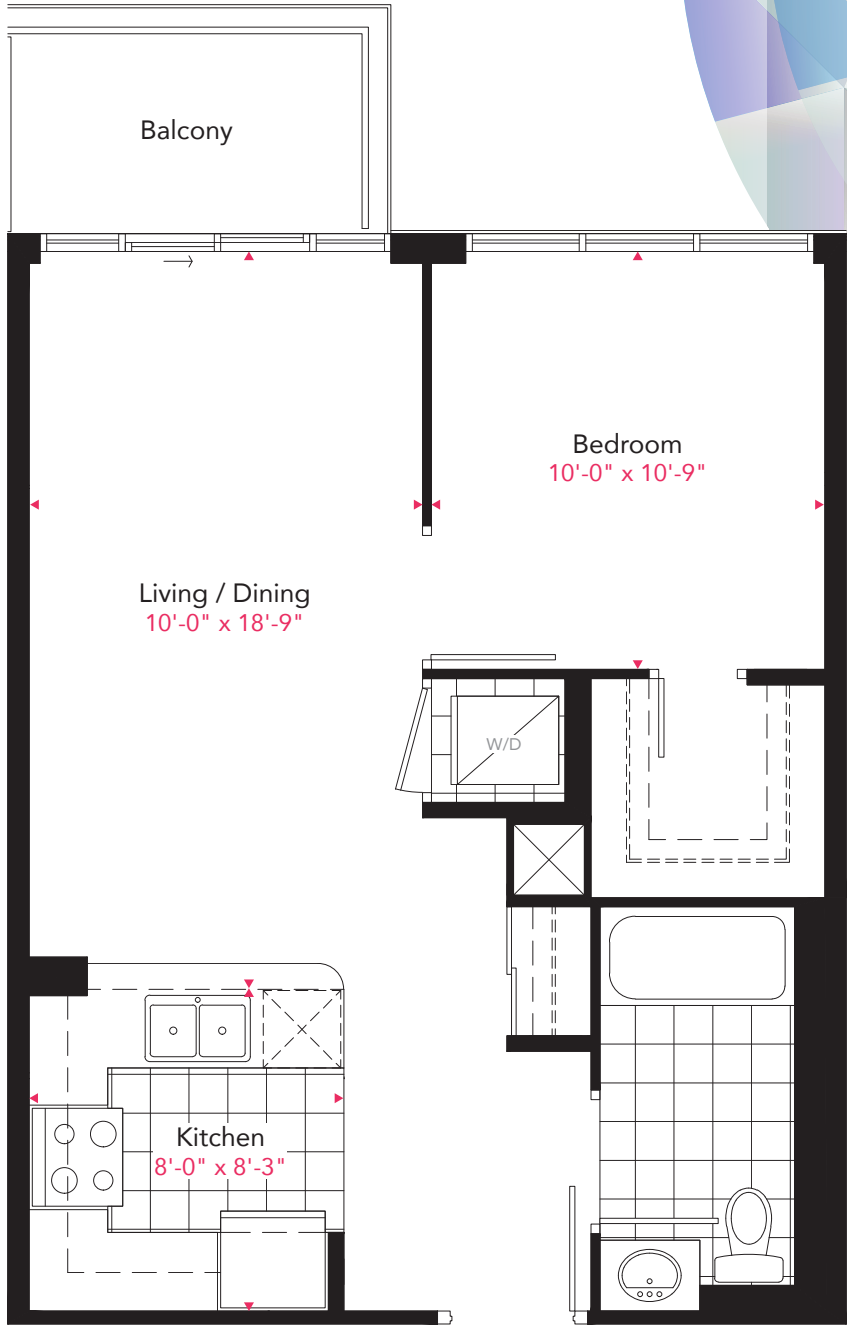 Balcony
Bedroom
10'-0" x 10'-9"
Living / Dining
10'-0" x 18'-9"
W/D
Kitchen
8'-0" x 8'-3"